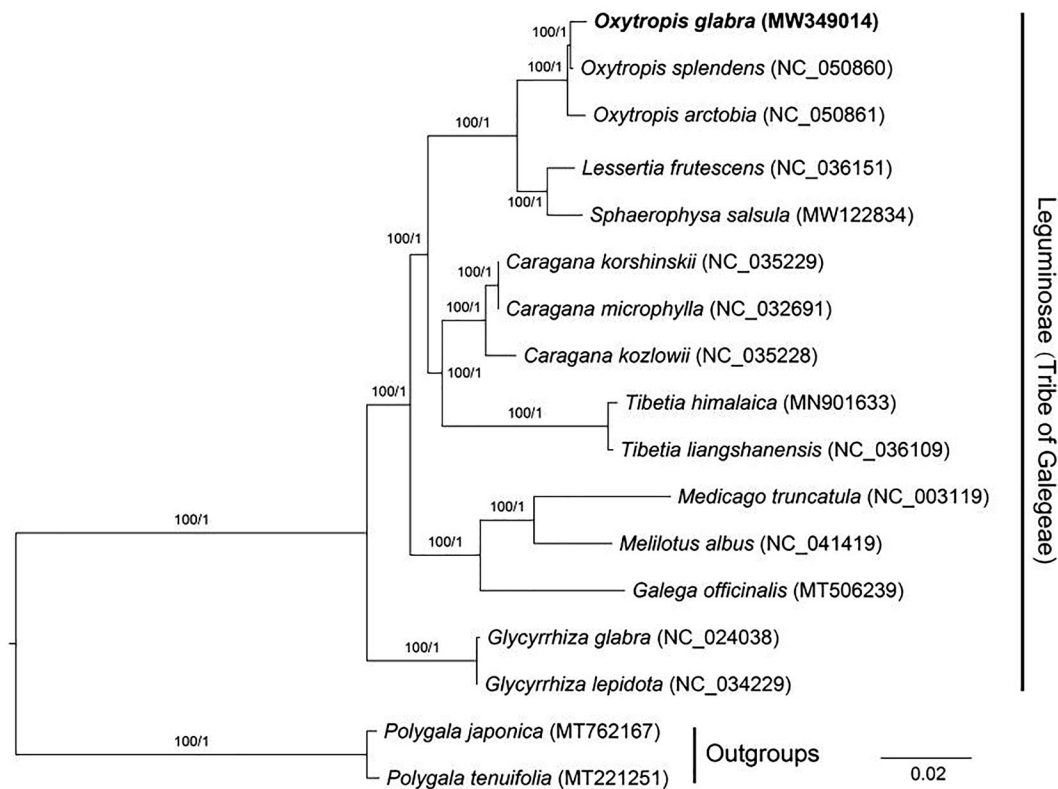 100/1
Oxytropis glabra (MW349014)
100/1
Oxytropis splendens (NC_050860)
Oxytropis arctobia (NC_050861)
100/1
Lessertia frutescens (NC_036151)
100/1
Sphaerophysa salsula (MW122834)
100/1
Caragana korshinskii (NC_035229)
100/1
Caragana microphylla (NC_032691)
100/1
Caragana kozlowii (NC_035228)
100/1
Tibetia himalaica (MN901633)
100/1
Tibetia liangshanensis (NC_036109)
100/1
Medicago truncatula (NC_003119)
100/1
Melilotus albus (NC_041419)
100/1
Galega officinalis (MT506239)
100/1
Glycyrrhiza glabra (NC_024038)
100/1
Glycyrrhiza lepidota (NC_034229)
Leguminosae (Tribe of Galegeae)
Polygala japonica (MT762167)
100/1
Polygala tenuifolia (MT221251)
Outgroups
0.02